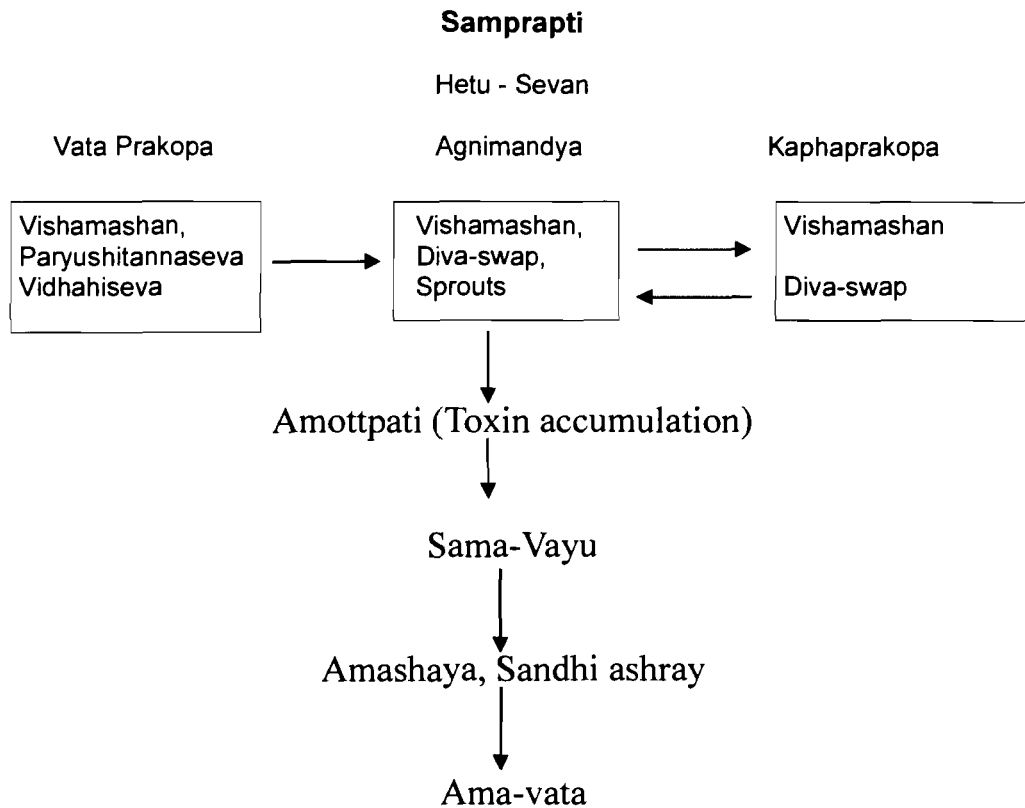 Samprapti
Hetu - Sevan
Vata Prakopa
Agnimandya
Kaphaprakopa
Vishamashan,
Paryushitannaseva
Vidhahiseva
Vishamashan,
Diva-swap,
Sprouts
Vishamashan
Diva-swap
Amottpati (Toxin accumulation)
Sama-Vayu
Amashaya, Sandhi ashray
Ama-vata